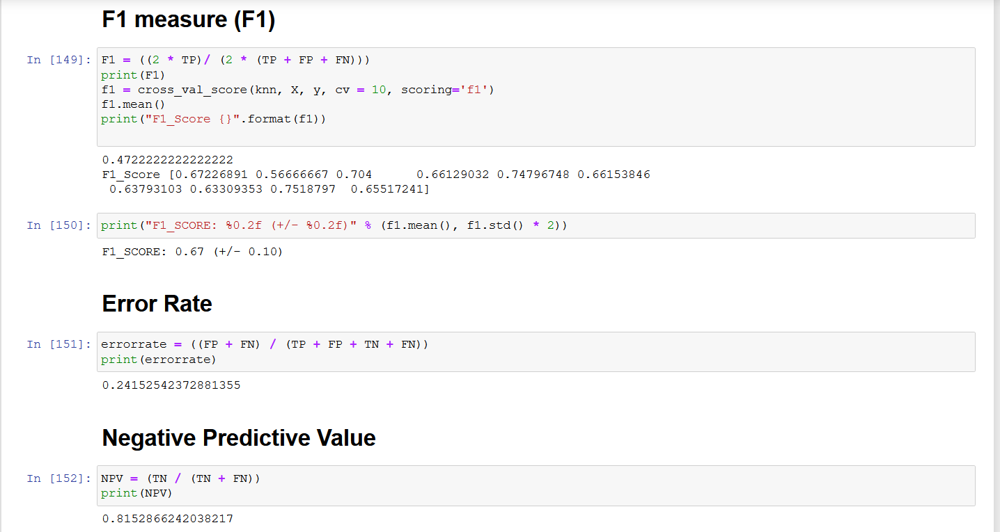 F1 measure (F1)
In [149]: F1 = ((2 * TP)/ (2 * (TP + FP + FN)))
print(F1)
f1 = cross_val_score(knn, X, y, cv = 10, scoring='f1')
f1.mean()
print("F1_Score {}".format(f1))
0.4722222222222222
F1_Score [0.67226891 0.56666667 0.704      0.66129032 0.74796748 0.66153846
 0.63793103 0.63309353 0.7518797  0.65517241]
In [150]: print("F1_SCORE: %0.2f (+/- %0.2f)" % (f1.mean(), f1.std() * 2))
F1_SCORE: 0.67 (+/- 0.10)
Error Rate
In [151]: errorrate = ((FP + FN) / (TP + FP + TN + FN))
print(errorrate)
0.24152542372881355
Negative Predictive Value
In [152]: NPV = (TN / (TN + FN))
print(NPV)
0.8152866242038217